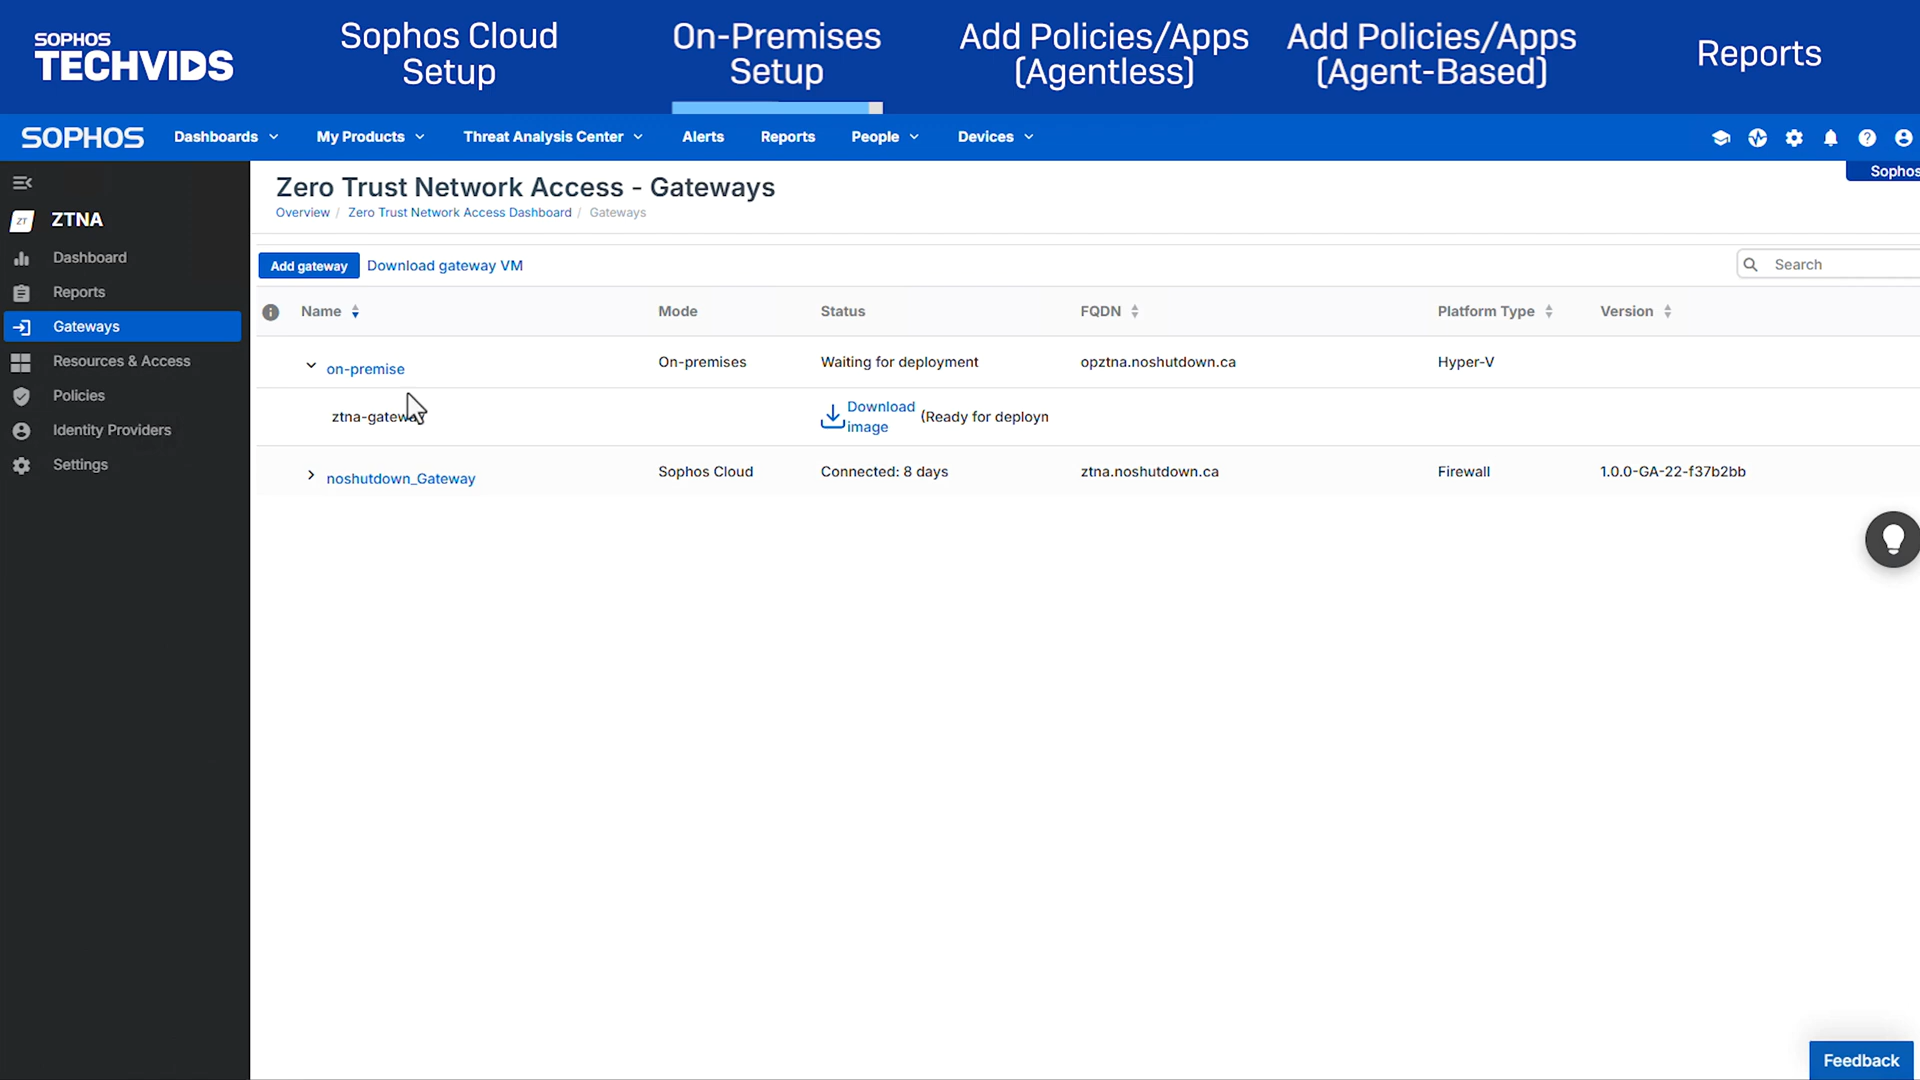 SOPHOS
TECHVIDS
Sophos Cloud
Setup
On-Premises
Setup
Add Policies/Apps
(Agentless)
Add Policies/Apps
(Agent-Based)
Reports
SOPHOS
Dashboards
My Products
Threat Analysis Center
Alerts
Reports
People
Devices
Sophos
ZT
ZTNA
Dashboard
Reports
Gateways
Resources & Access
Policies
Identity Providers
Settings
Zero Trust Network Access - Gateways
Overview / Zero Trust Network Access Dashboard / Gateways
Add gateway
Download gateway VM
Search
Name
Mode
Status
FQDN
Platform Type
Version
on-premise
On-premises
Waiting for deployment
opztna.noshutdown.ca
Hyper-V
ztna-gateway
Download
image
(Ready for deployn
noshutdown_Gateway
Sophos Cloud
Connected: 8 days
ztna.noshutdown.ca
Firewall
1.0.0-GA-22-f37b2bb
Feedback